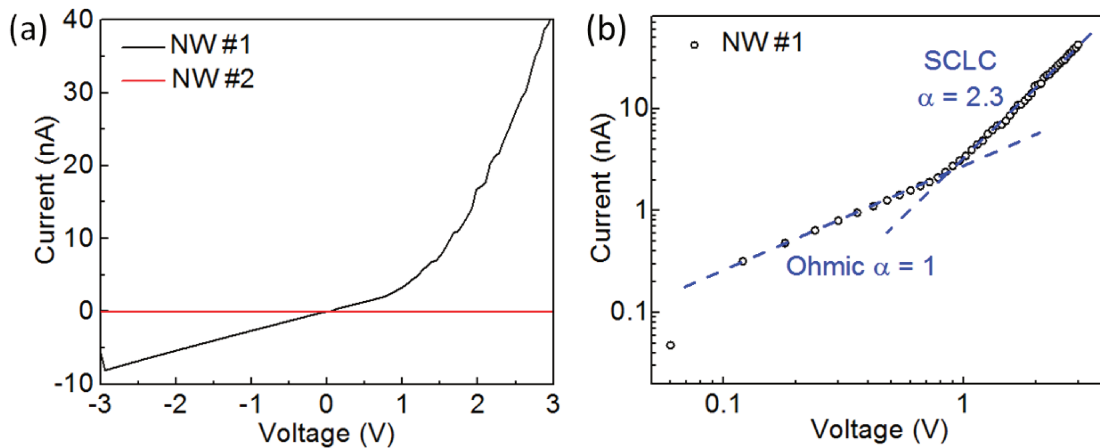 (a)
NW #1
NW #2
Current (nA)
40
30
20
10
0
-10
-3
-2
-1
0
1
2
3
Voltage (V)
(b)
NW #1
SCLC
α = 2.3
Ohmic α = 1
Current (nA)
10
1
0.1
0.1
1
Voltage (V)